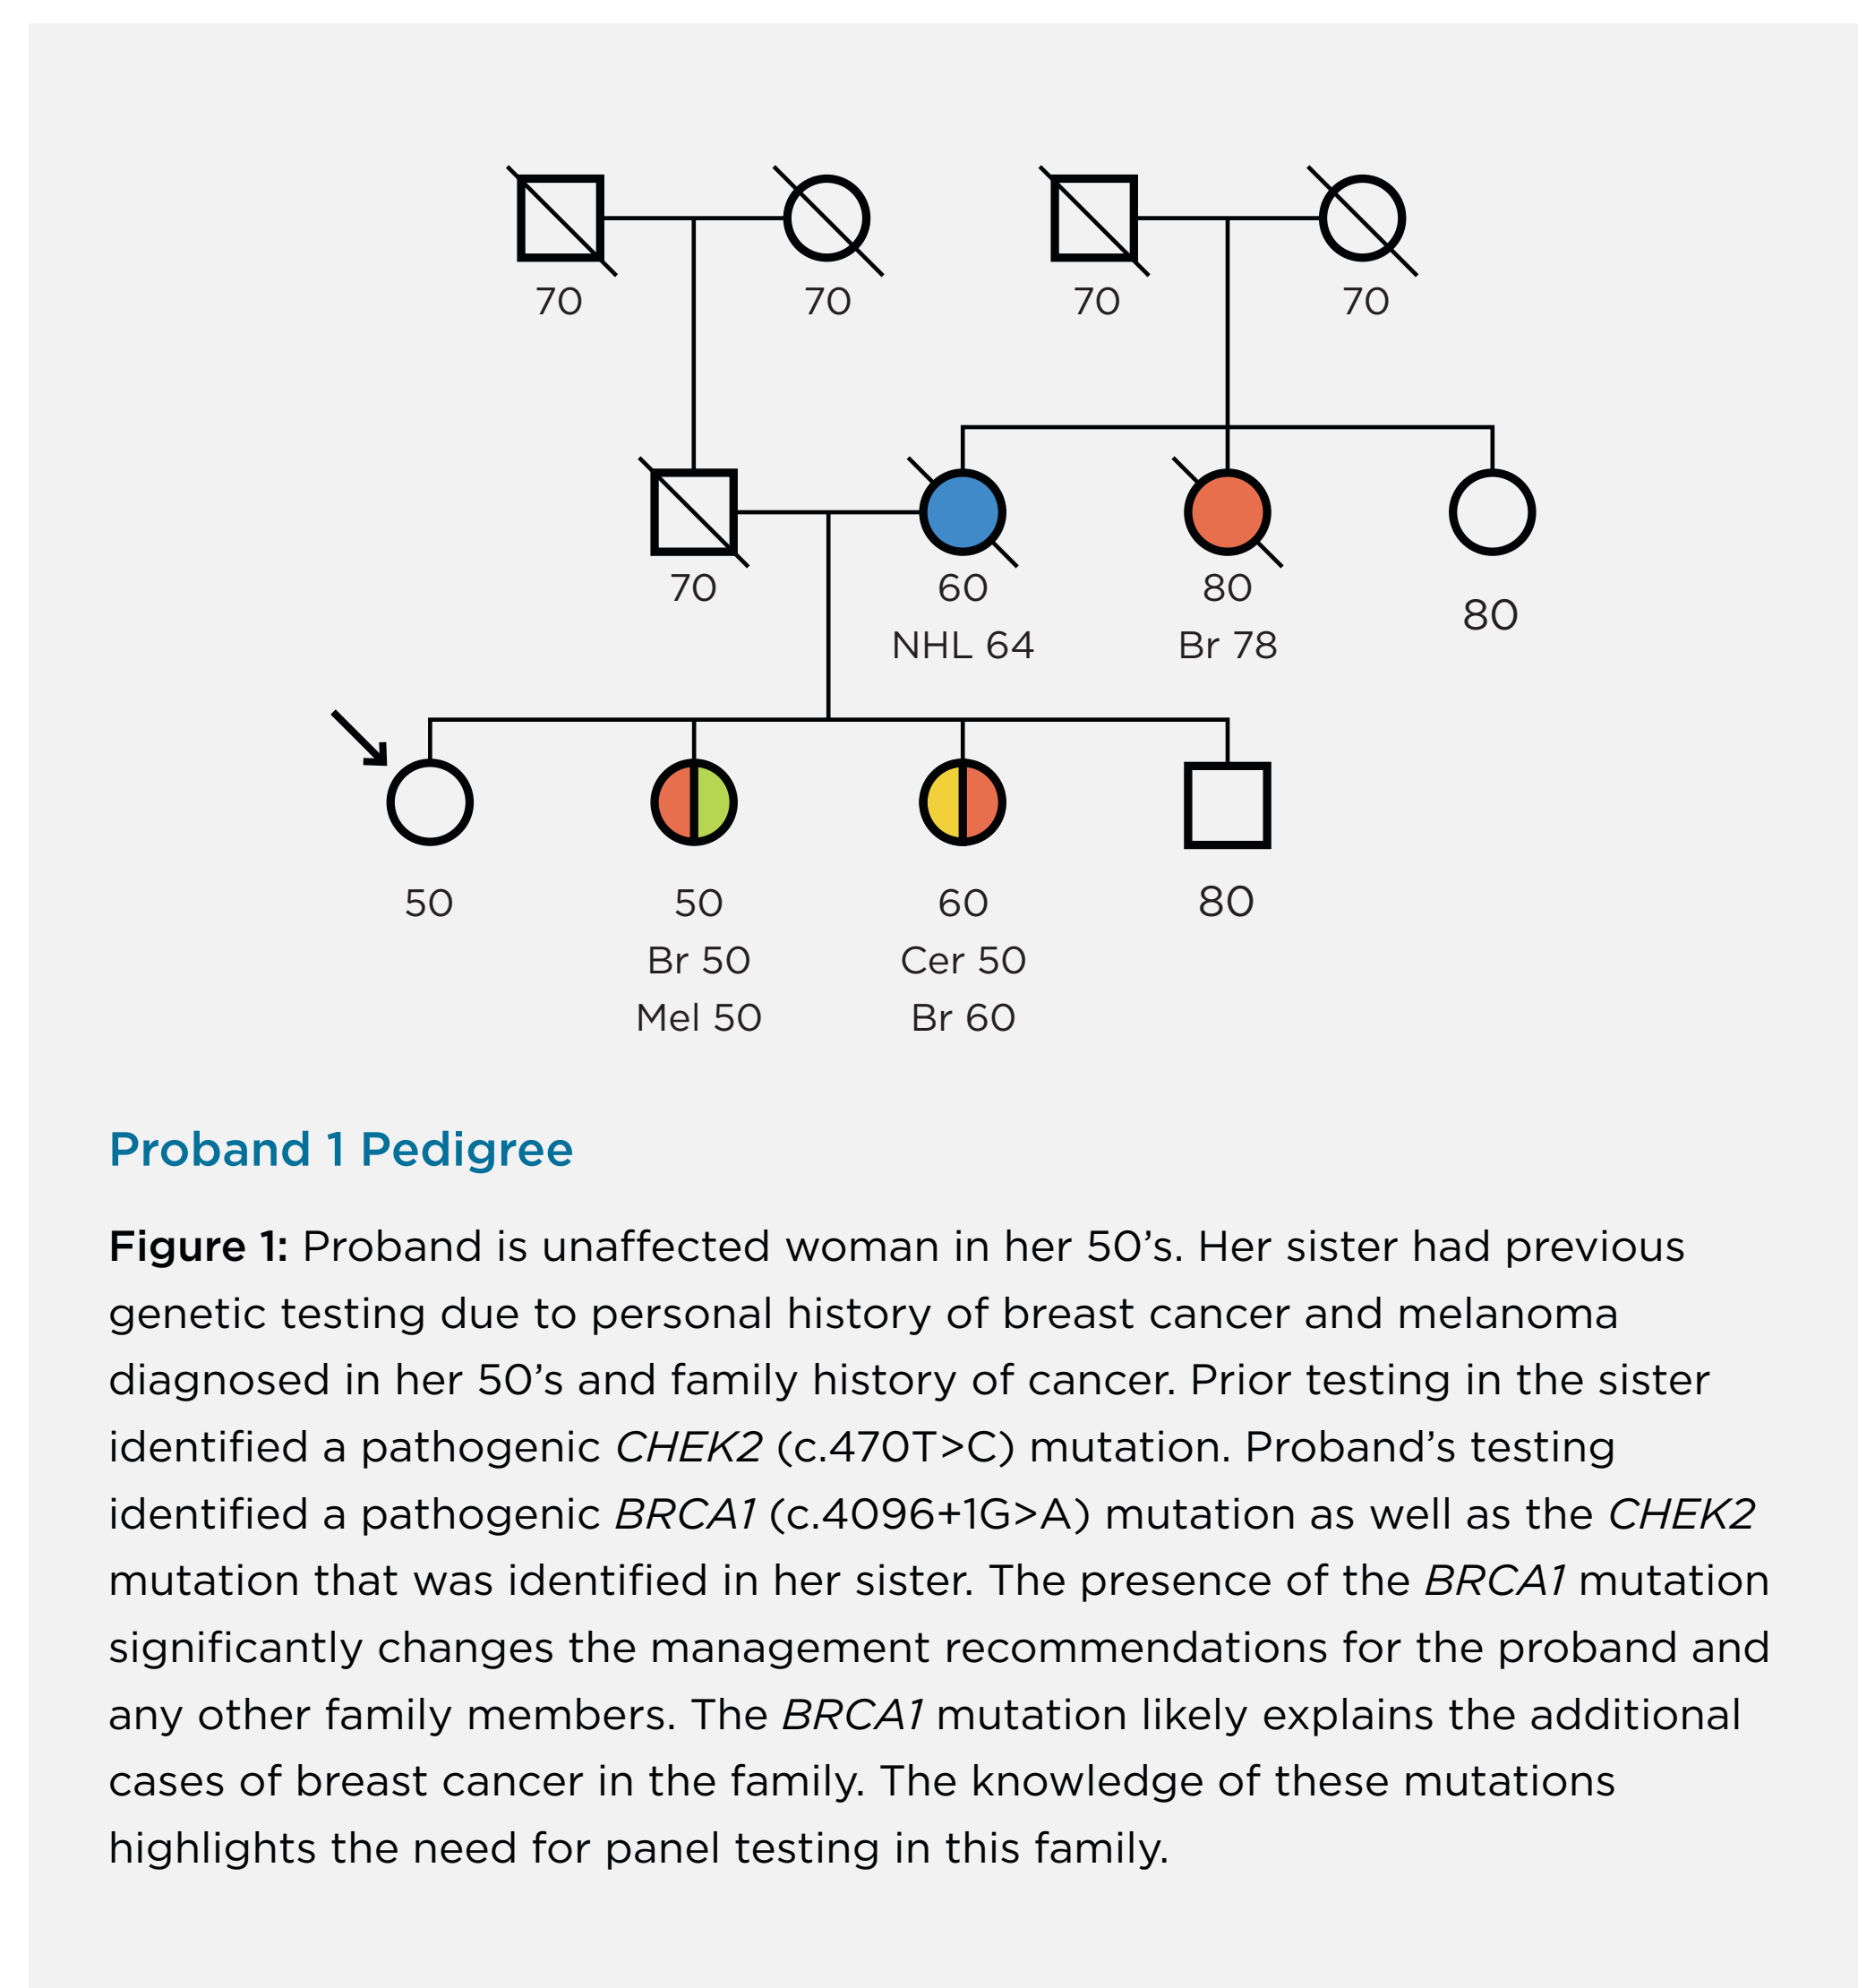 70 70 70 70
70 60 80 80
NHL 64 Br 78
50 50 60 80
Br 50 Cer 50
Mel 50 Br 60
Proband 1 Pedigree
Figure 1: Proband is unaffected woman in her 50’s. Her sister had previous
genetic testing due to personal history of breast cancer and melanoma
diagnosed in her 50’s and family history of cancer. Prior testing in the sister
identified a pathogenic CHEK2 (c.470T>C) mutation. Proband’s testing
identified a pathogenic BRCA1 (c.4096+1G>A) mutation as well as the CHEK2
mutation that was identified in her sister. The presence of the BRCA1 mutation
significantly changes the management recommendations for the proband and
any other family members. The BRCA1 mutation likely explains the additional
cases of breast cancer in the family. The knowledge of these mutations
highlights the need for panel testing in this family.